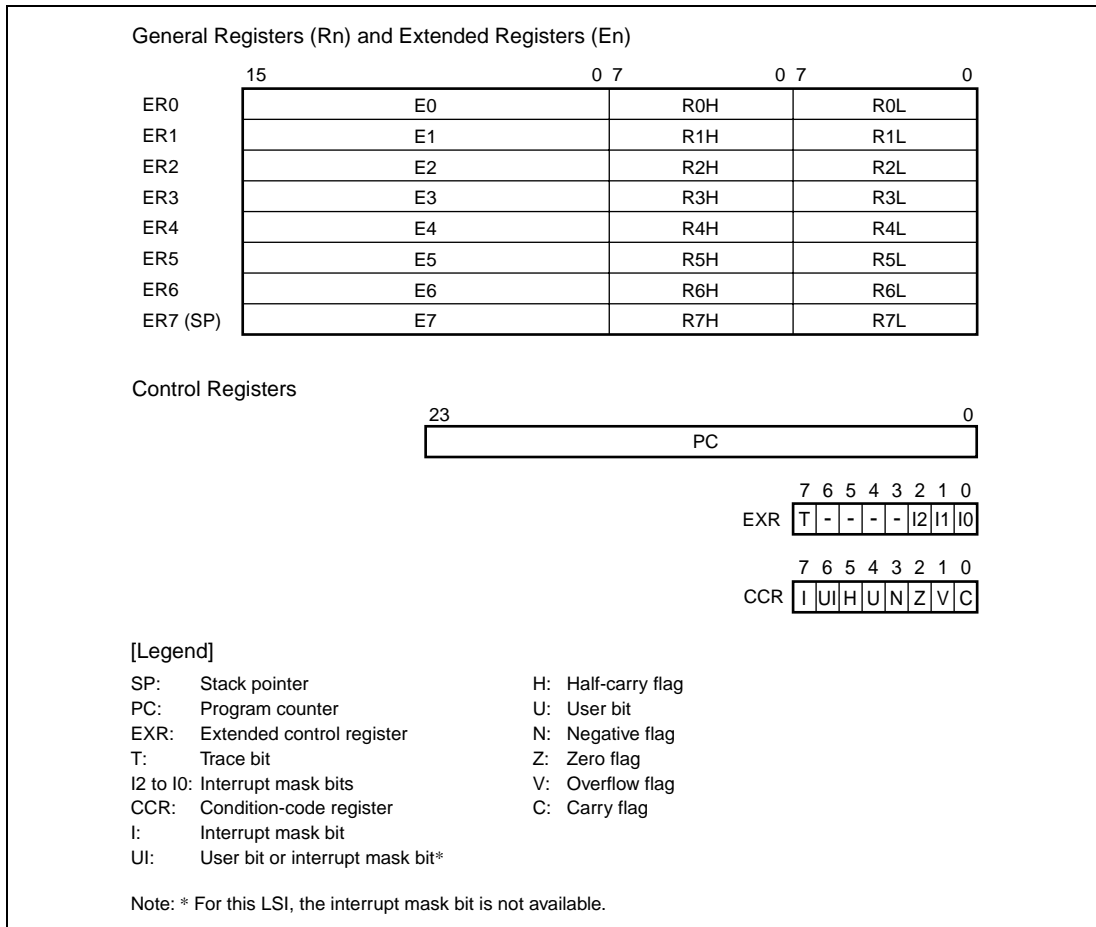 General Registers (Rn) and Extended Registers (En)
15 0 7 0 7 0
ER0 E0 R0H R0L
ER1 E1 R1H R1L
ER2 E2 R2H R2L
ER3 E3 R3H R3L
ER4 E4 R4H R4L
ER5 E5 R5H R5L
ER6 E6 R6H R6L
ER7 (SP) E7 R7H R7L
Control Registers
23 0
PC
7 6 5 4 3 2 1 0
EXR T - - - - I2 I1 I0
7 6 5 4 3 2 1 0
CCR I UI H U N Z V C
[Legend]
SP: Stack pointer H: Half-carry flag
PC: Program counter U: User bit
EXR: Extended control register N: Negative flag
T: Trace bit Z: Zero flag
I2 to I0: Interrupt mask bits V: Overflow flag
CCR: Condition-code register C: Carry flag
I: Interrupt mask bit
UI: User bit or interrupt mask bit*
Note: * For this LSI, the interrupt mask bit is not available.